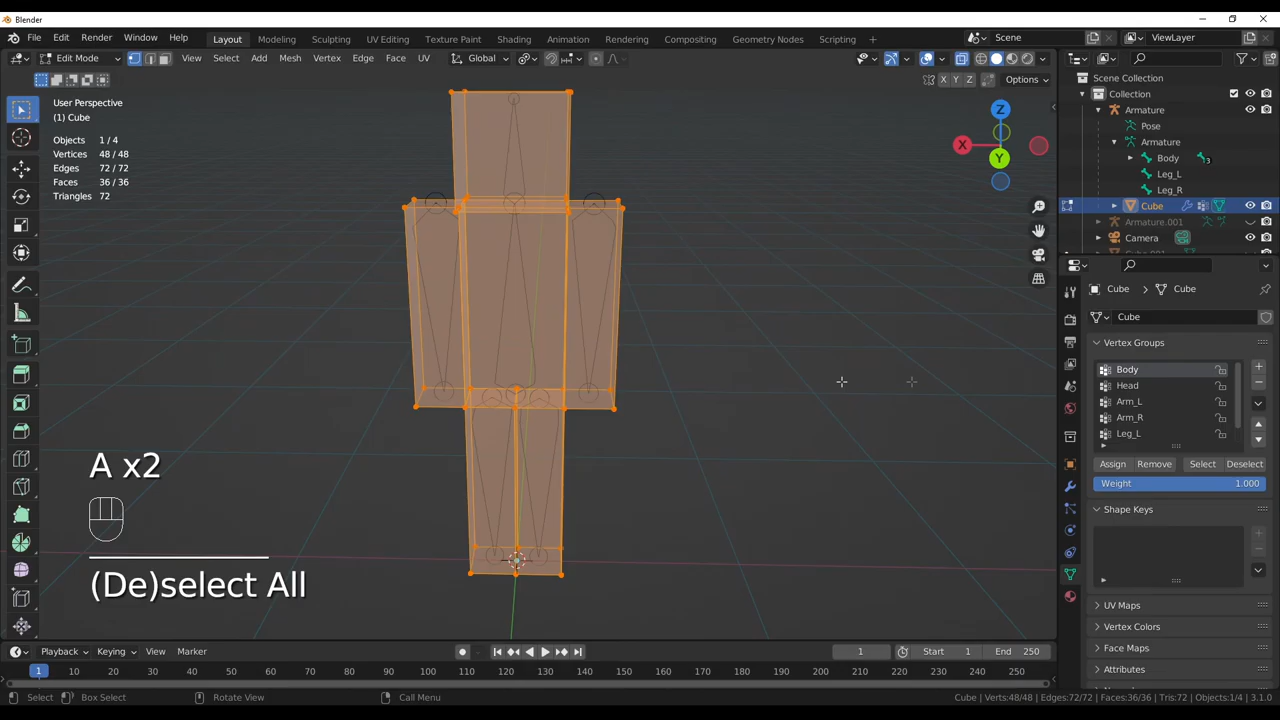 Blender
File Edit Render Window Help
Layout Modeling Sculpting UV Editing Texture Paint Shading Animation Rendering Compositing Geometry Nodes Scripting
Scene
ViewLayer
Edit Mode View Select Add Mesh Vertex Edge Face UV
Global
X Y Z
Options
User Perspective
(1) Cube
Objects 1 / 4
Vertices 48 / 48
Edges 72 / 72
Faces 36 / 36
Triangles 72
Z
X
Y
A x2
(De)select All
Scene Collection
Collection
Armature
Pose
Armature
Body 3
Leg_L
Leg_R
Cube
Armature.001
Camera
Cube Cube
Cube
Vertex Groups
Body
Head
Arm_L
Arm_R
Leg_L
Assign Remove Select Deselect
Weight 1.000
Shape Keys
UV Maps
Vertex Colors
Face Maps
Attributes
Playback Keying View Marker
1 Start 1 End 250
1 10 20 30 40 50 60 70 80 90 100 110 120 130 140 150 160 170 180 190 200 210 220 230 240 250
Select Box Select Rotate View Call Menu
Cube | Verts:48/48 | Edges:72/72 | Faces:36/36 | Tris:72 | Objects:1/4 | 3.1.0